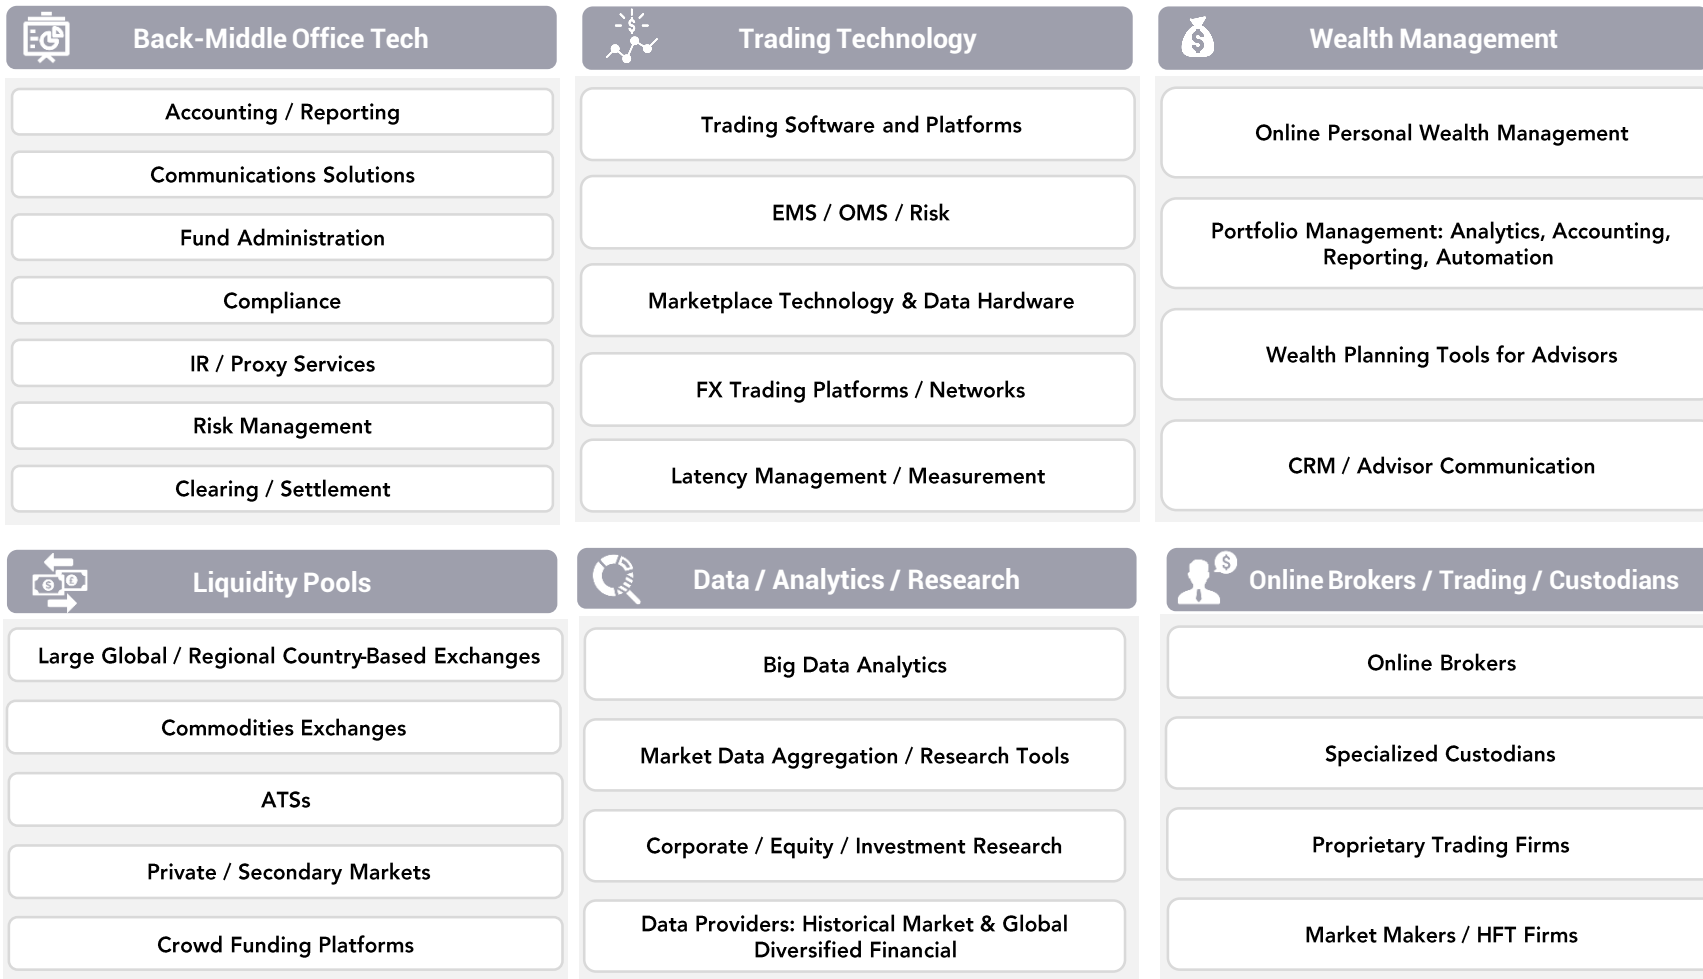 Back-Middle Office Tech
Accounting / Reporting
Communications Solutions
Fund Administration
Compliance
IR / Proxy Services
Risk Management
Clearing / Settlement
Trading Technology
Trading Software and Platforms
EMS / OMS / Risk
Marketplace Technology & Data Hardware
FX Trading Platforms / Networks
Latency Management / Measurement
Wealth Management
Online Personal Wealth Management
Portfolio Management: Analytics, Accounting,
Reporting, Automation
Wealth Planning Tools for Advisors
CRM / Advisor Communication
Liquidity Pools
Large Global / Regional Country-Based Exchanges
Commodities Exchanges
ATSs
Private / Secondary Markets
Crowd Funding Platforms
Data / Analytics / Research
Big Data Analytics
Market Data Aggregation / Research Tools
Corporate / Equity / Investment Research
Data Providers: Historical Market & Global
Diversified Financial
Online Brokers / Trading / Custodians
Online Brokers
Specialized Custodians
Proprietary Trading Firms
Market Makers / HFT Firms